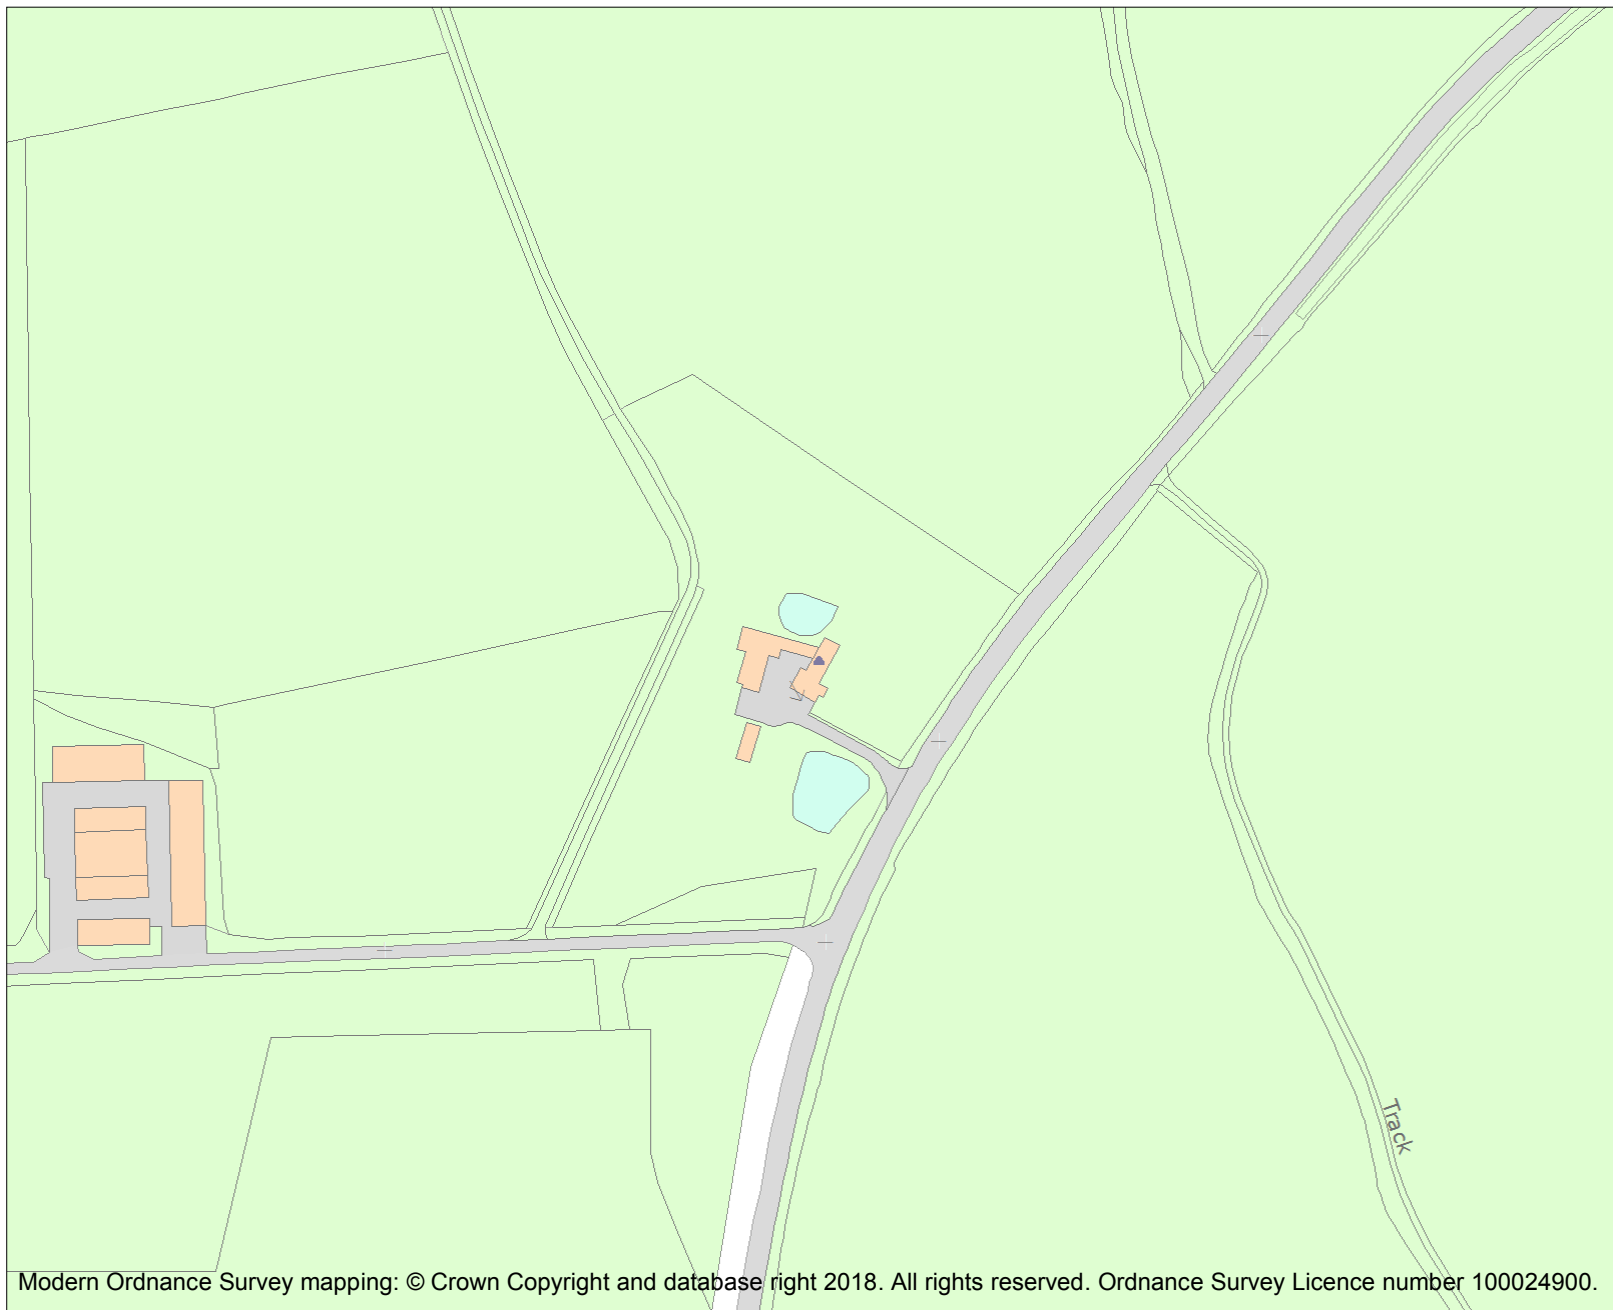 Track
Modern Ordnance Survey mapping: © Crown Copyright and database right 2018. All rights reserved. Ordnance Survey Licence number 100024900.